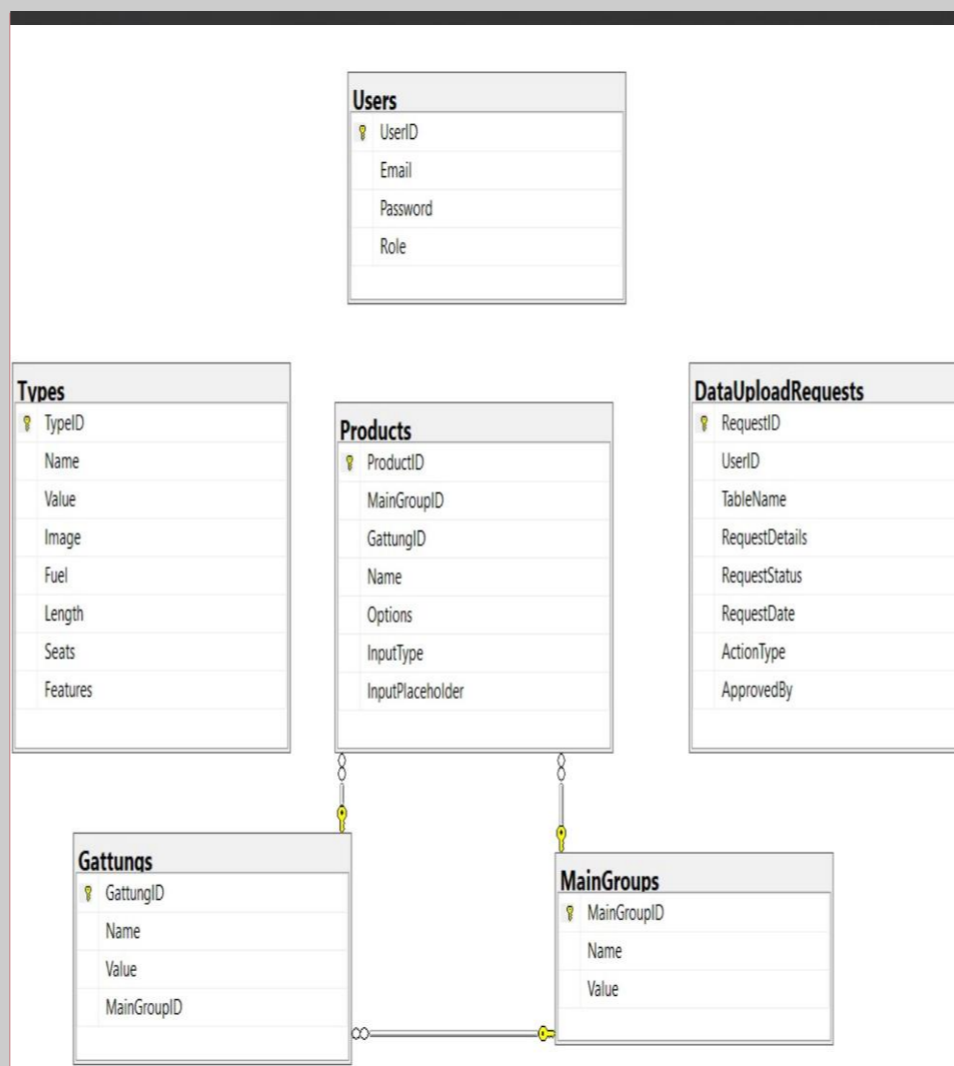 Users
UserID
Email
Password
Role
Types
TypeID
Name
Value
Image
Fuel
Length
Seats
Features
Products
ProductID
MainGroupID
GattungID
Name
Options
InputType
InputPlaceholder
DataUploadRequests
RequestID
UserID
TableName
RequestDetails
RequestStatus
RequestDate
ActionType
ApprovedBy
Gattungs
GattungID
Name
Value
MainGroupID
MainGroups
MainGroupID
Name
Value